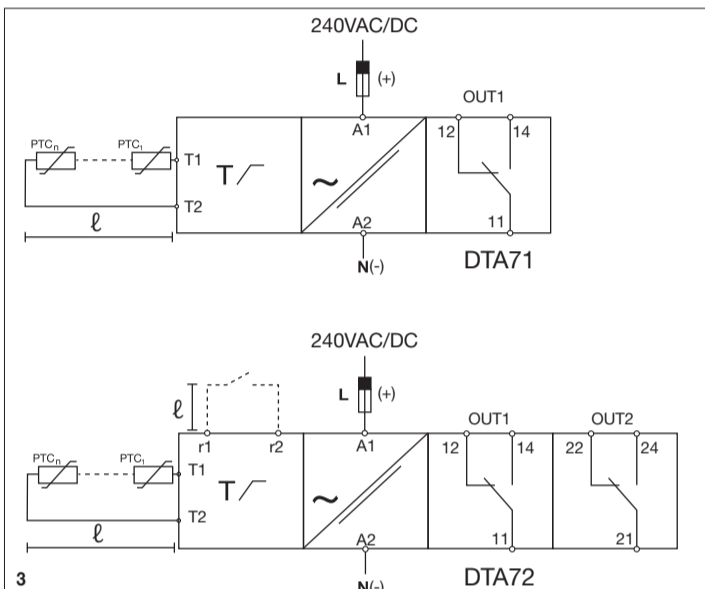 240VAC/DC
L (+)
OUT1
A1 12 14
PTCn PTC1 T1
T ~
T2
ℓ
A2 11
N(-) DTA71
240VAC/DC
L (+)
ℓ
OUT1 OUT2
r1 r2 A1 12 14 22 24
PTCn PTC1 T1
T ~
T2
ℓ
A2 11 21
3 N(-) DTA72